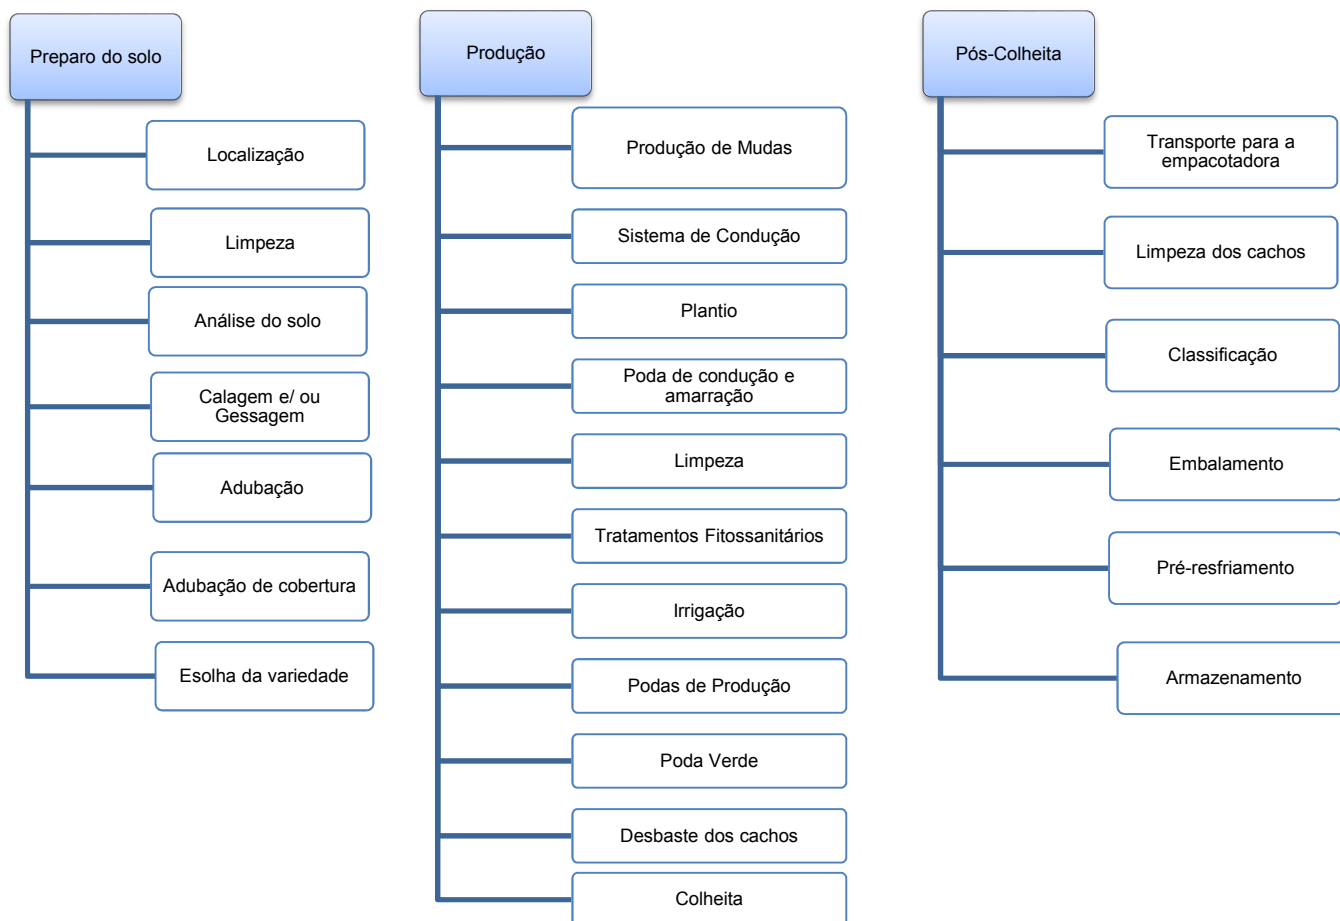 Preparo do solo
Localização
Limpeza
Análise do solo
Calagem e/ ou
Gessagem
Adubação
Adubação de cobertura
Esolha da variedade
Produção
Produção de Mudas
Sistema de Condução
Plantio
Poda de condução e
amarração
Limpeza
Tratamentos Fitossanitários
Irrigação
Podas de Produção
Poda Verde
Desbaste dos cachos
Colheita
Pós-Colheita
Transporte para a
empacotadora
Limpeza dos cachos
Classificação
Embalamento
Pré-resfriamento
Armazenamento